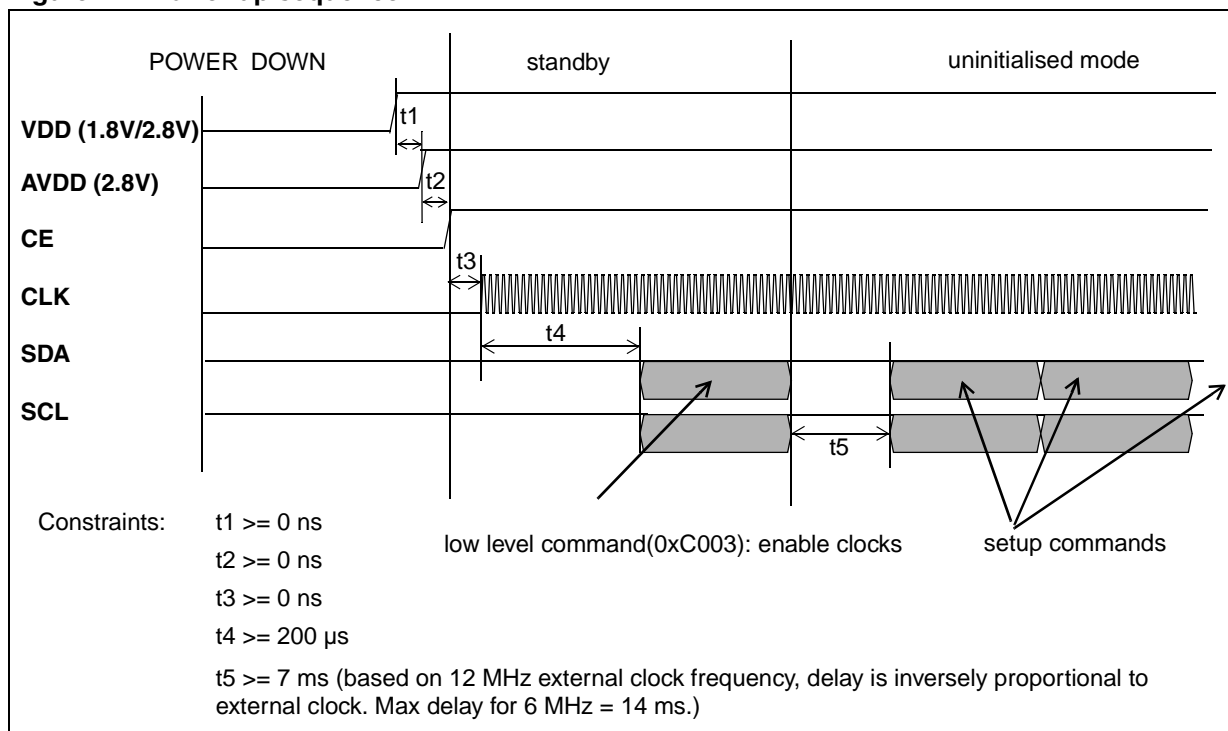 POWER DOWN
standby
uninitialised mode
VDD (1.8V/2.8V)
t1
AVDD (2.8V)
t2
CE
t3
CLK
t4
SDA
SCL
t5
Constraints:
t1 >= 0 ns
low level command(0xC003): enable clocks
setup commands
t2 >= 0 ns
t3 >= 0 ns
t4 >= 200 µs
t5 >= 7 ms (based on 12 MHz external clock frequency, delay is inversely proportional to
external clock. Max delay for 6 MHz = 14 ms.)